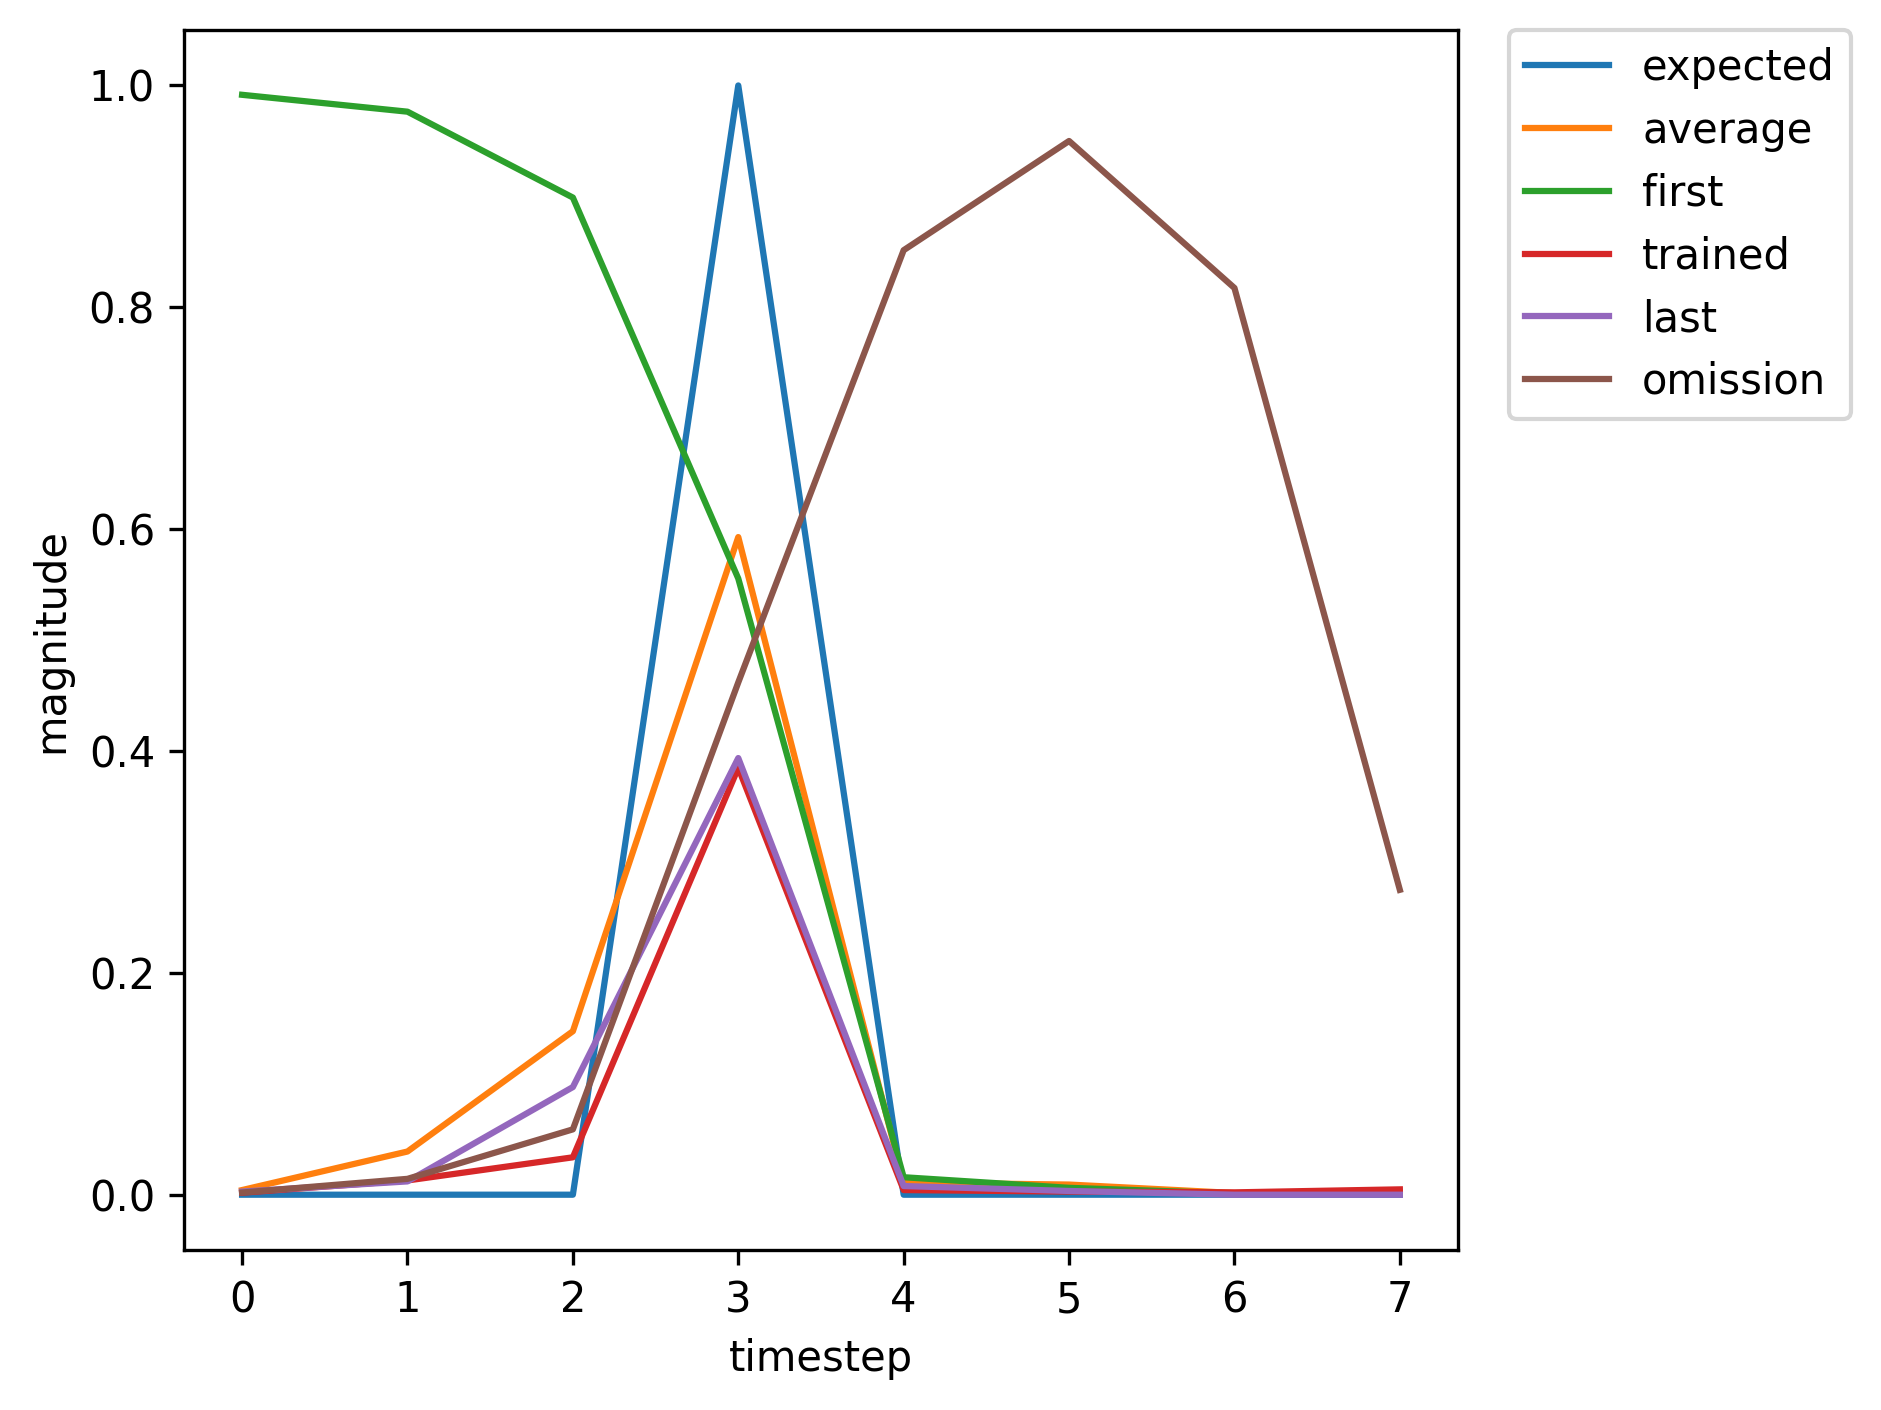 1.0
0.8
0.6
0.4
0.2
0.0
magnitude
0 1 2 3 4 5 6 7
timestep
expected
average
first
trained
last
omission